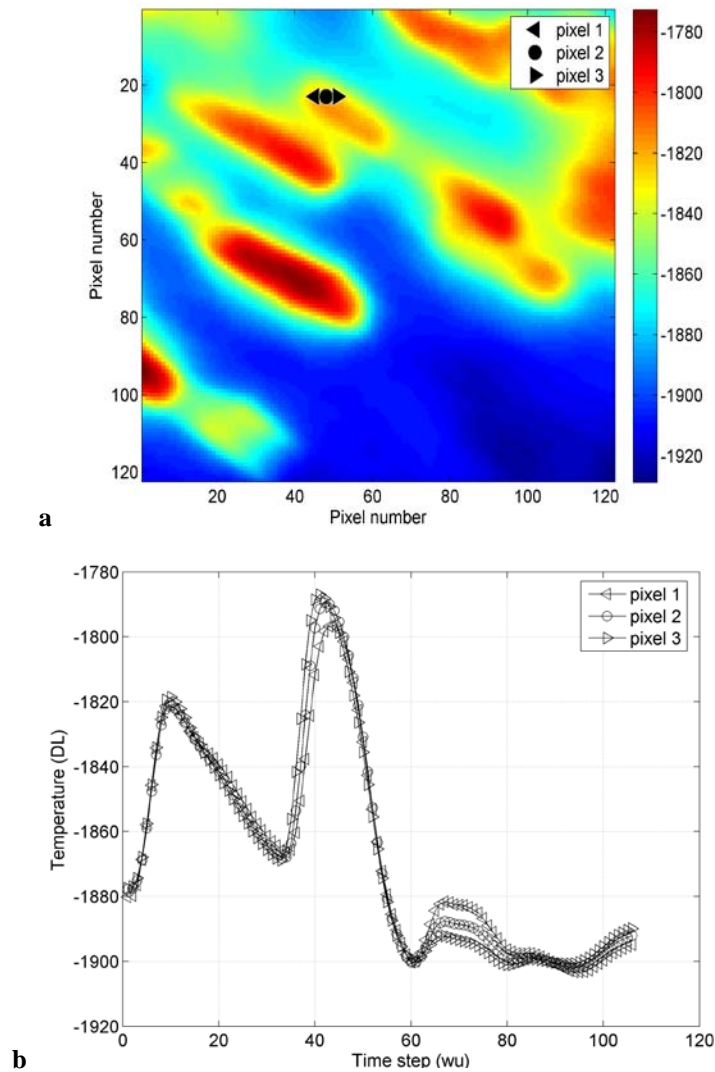 pixel 1
pixel 2
pixel 3
20
40
60
80
100
120
Pixel number
20 40 60 80 100 120
Pixel number
-1780
-1800
-1820
-1840
-1860
-1880
-1900
-1920
a
-1780
-1800
-1820
-1840
-1860
-1880
-1900
-1920
Temperature (DL)
pixel 1
pixel 2
pixel 3
0 20 40 60 80 100 120
Time step (wu)
b